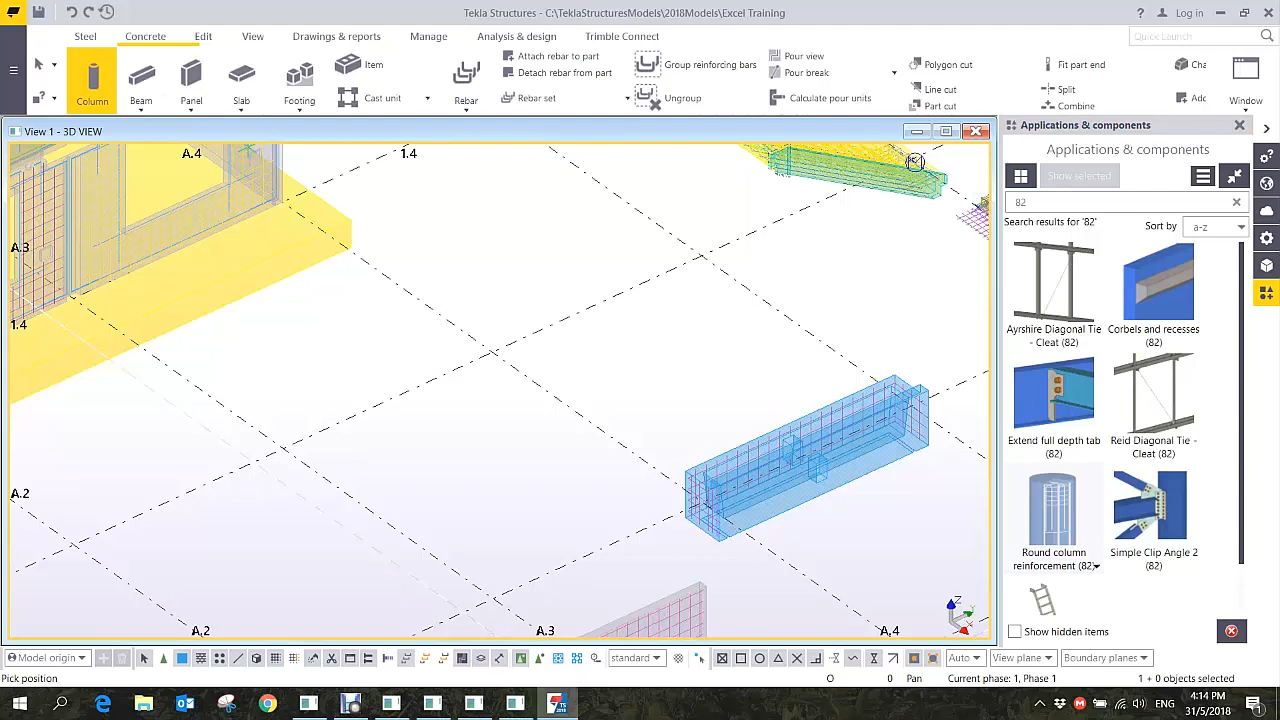 Tekla Structures - C:\TeklaStructuresModels\2018Models\Excel Training
Log in
Steel Concrete Edit View Drawings & reports Manage Analysis & design Trimble Connect
Quick Launch
Column
Beam
Panel
Slab
Footing
Item
Cast unit
Rebar
Attach rebar to part
Detach rebar from part
Rebar set
Group reinforcing bars
Ungroup
Pour view
Pour break
Calculate pour units
Polygon cut
Line cut
Part cut
Fit part end
Split
Combine
Cha
Adc
Window
View 1 - 3D VIEW
A.4
1.4
A.3
1.4
A.2
A.2
A.3
A.4
Z
Applications & components
Applications & components
Show selected
82
Search results for '82'
Sort by
a-z
Ayrshire Diagonal Tie
- Cleat (82)
Corbels and recesses
(82)
Extend full depth tab
(82)
Reid Diagonal Tie -
Cleat (82)
Round column
reinforcement (82)
Simple Clip Angle 2
(82)
Show hidden items
Model origin
standard
Auto
View plane
Boundary planes
Pick position
O
0
Pan
Current phase: 1, Phase 1
1 + 0 objects selected
ENG
4:14 PM
31/5/2018